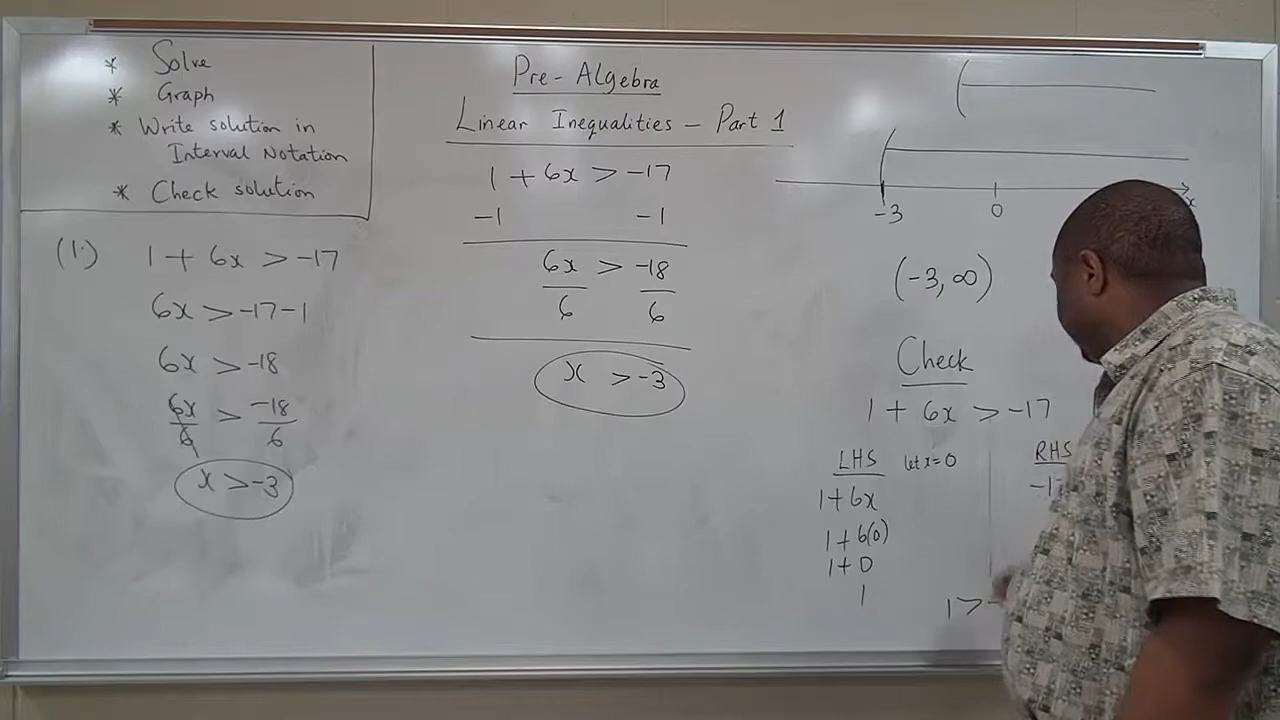 * Solve
* Graph
* Write solution in
Interval Notation
* Check solution
(1.) 1 + 6x > -17
6x > -17 - 1
6x > -18
6x/6 > -18/6
x > -3
Pre-Algebra
Linear Inequalities - Part 1
1 + 6x > -17
-1 -1
6x > -18
6 6
x > -3
-3 0 x
(-3, ∞)
Check
1 + 6x > -17
LHS let x=0 RHS
1+6x -17
1+6(0)
1+0
1
1 > -